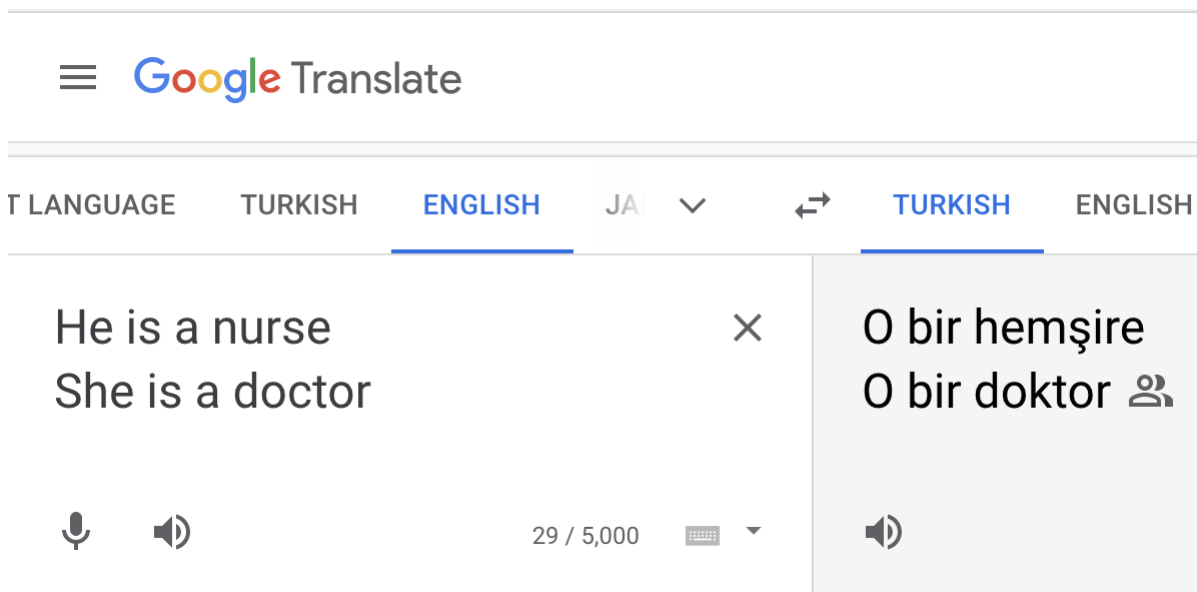 Google Translate
T LANGUAGE TURKISH ENGLISH JA TURKISH ENGLISH
He is a nurse
She is a doctor
O bir hemşire
O bir doktor
29 / 5,000